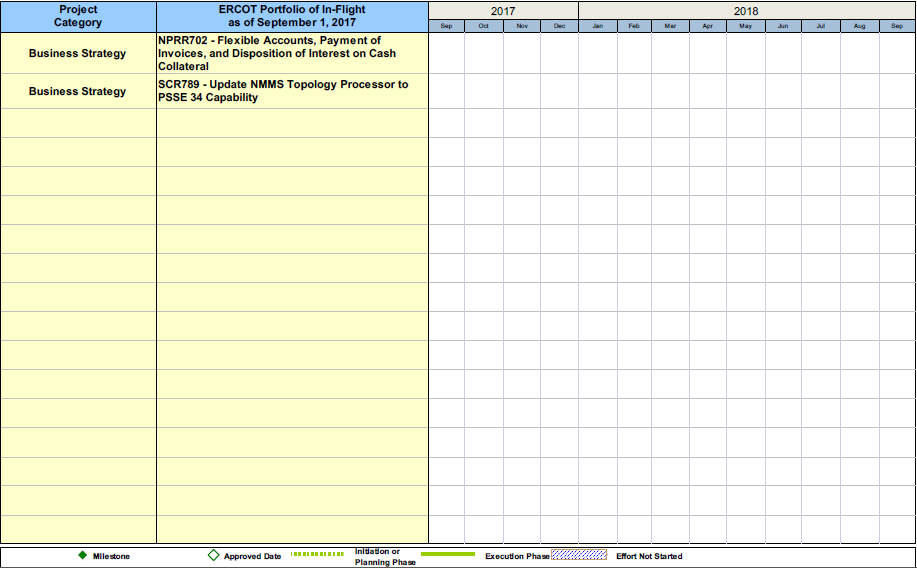 Project Category
ERCOT Portfolio of In-Flight
as of September 1, 2017
2017
2018
Sep Oct Nov Dec Jan Feb Mar Apr May Jun Jul Aug Sep
Business Strategy
NPRR702 - Flexible Accounts, Payment of
Invoices, and Disposition of Interest on Cash
Collateral
Business Strategy
SCR789 - Update NMMS Topology Processor to
PSSE 34 Capability
Milestone
Approved Date
Initiation or
Planning Phase
Execution Phase
Effort Not Started